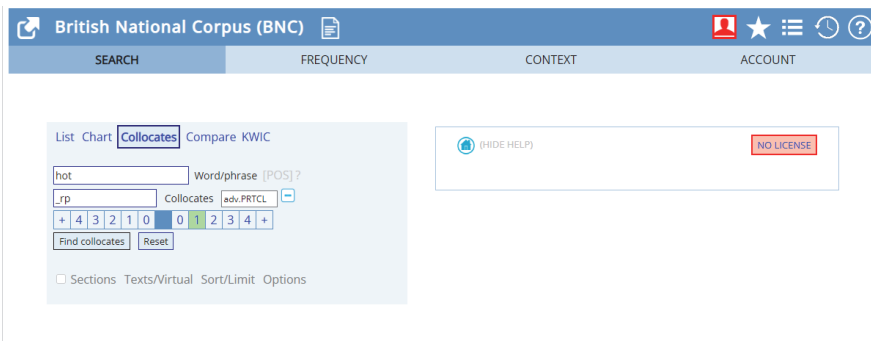 British National Corpus (BNC)
SEARCH FREQUENCY CONTEXT ACCOUNT
List Chart Collocates Compare KWIC
hot Word/phrase [POS] ?
_rp Collocates adv.PRTCL −
+ 4 3 2 1 0 0 1 2 3 4 +
Find collocates Reset
Sections Texts/Virtual Sort/Limit Options
(HIDE HELP) NO LICENSE